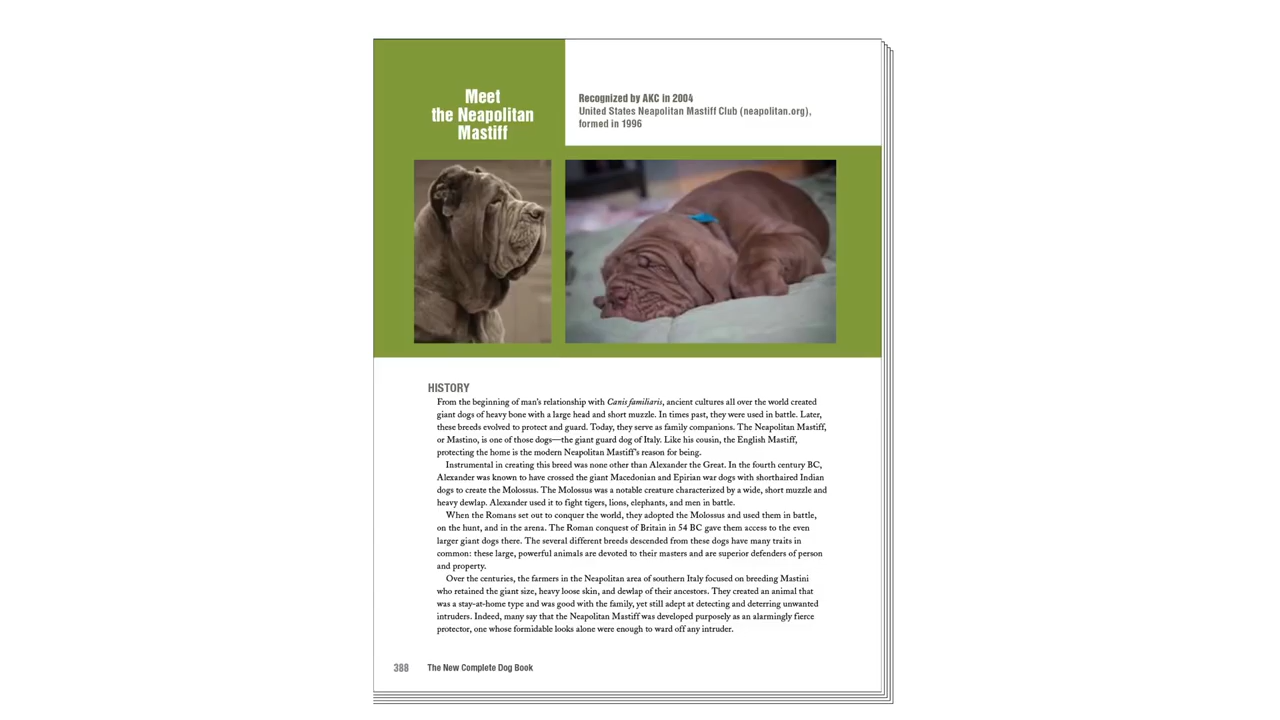 Meet
the Neapolitan
Mastiff
Recognized by AKC in 2004
United States Neapolitan Mastiff Club (neapolitan.org),
formed in 1996
HISTORY
From the beginning of man's relationship with Canis familiaris, ancient cultures all over the world created
giant dogs of heavy bone with a large head and short muzzle. In times past, they were used in battle. Later,
these breeds evolved to protect and guard. Today, they serve as family companions. The Neapolitan Mastiff,
or Mastino, is one of those dogs—the giant guard dog of Italy. Like his cousin, the English Mastiff,
protecting the home is the modern Neapolitan Mastiff's reason for being.
Instrumental in creating this breed was none other than Alexander the Great. In the fourth century BC,
Alexander was known to have crossed the giant Macedonian and Epirian war dogs with shorthaired Indian
dogs to create the Molossus. The Molossus was a notable creature characterized by a wide, short muzzle and
heavy dewlap. Alexander used it to fight tigers, lions, elephants, and men in battle.
When the Romans set out to conquer the world, they adopted the Molossus and used them in battle,
on the hunt, and in the arena. The Roman conquest of Britain in 54 BC gave them access to the even
larger giant dogs there. The several different breeds descended from these dogs have many traits in
common: these large, powerful animals are devoted to their masters and are superior defenders of person
and property.
Over the centuries, the farmers in the Neapolitan area of southern Italy focused on breeding Mastini
who retained the giant size, heavy loose skin, and dewlap of their ancestors. They created an animal that
was a stay-at-home type and was good with the family, yet still adept at detecting and deterring unwanted
intruders. Indeed, many say that the Neapolitan Mastiff was developed purposely as an alarmingly fierce
protector, one whose formidable looks alone were enough to ward off any intruder.
388 The New Complete Dog Book